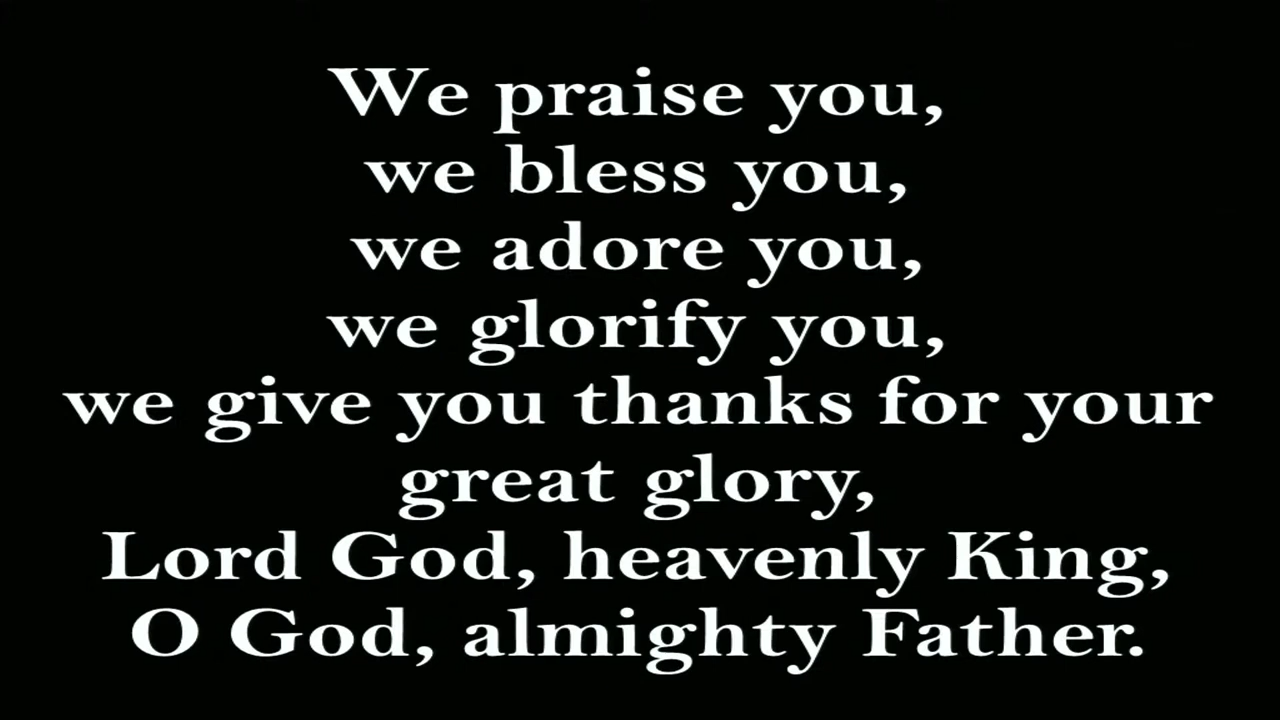 We praise you,
we bless you,
we adore you,
we glorify you,
we give you thanks for your
great glory,
Lord God, heavenly King,
O God, almighty Father.